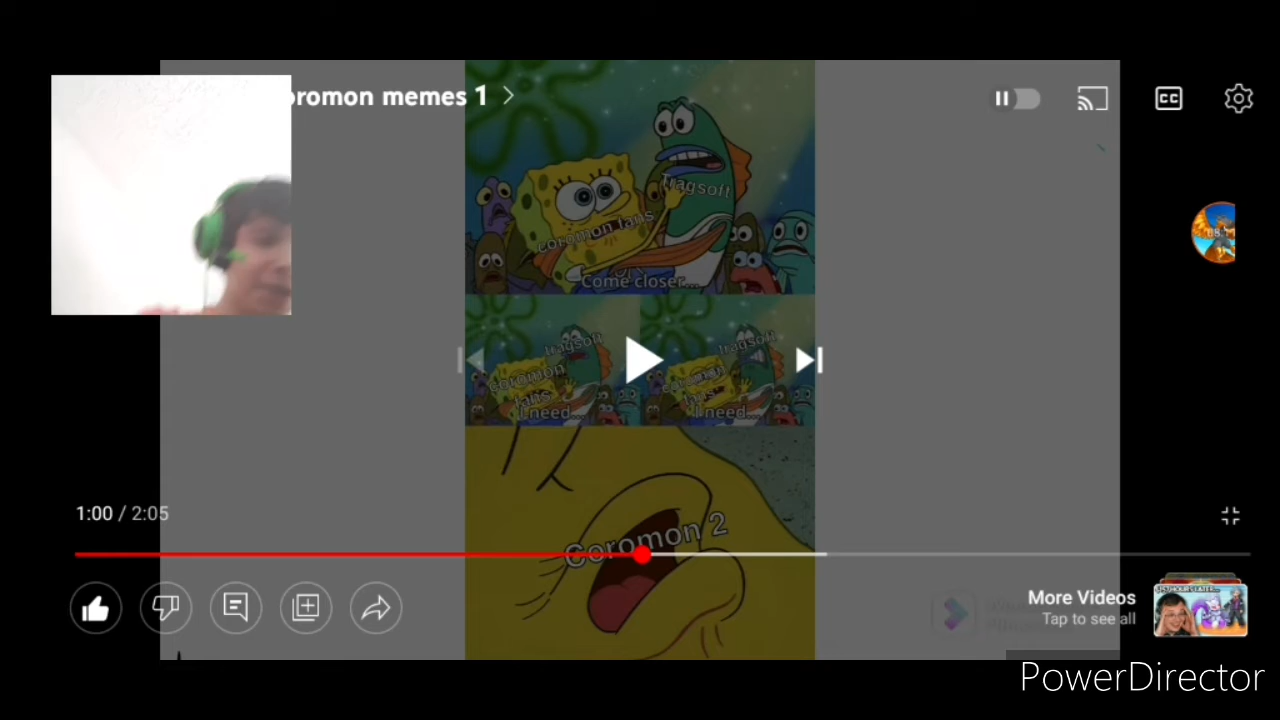 oromon memes 1
Tragsoft
coromon fans
Come closer...
tragsoft
coromon
fans
I need...
tragsoft
coromon
fans
I need...
Coromon 2
1:00 / 2:05
More Videos
Tap to see all
PowerDirector